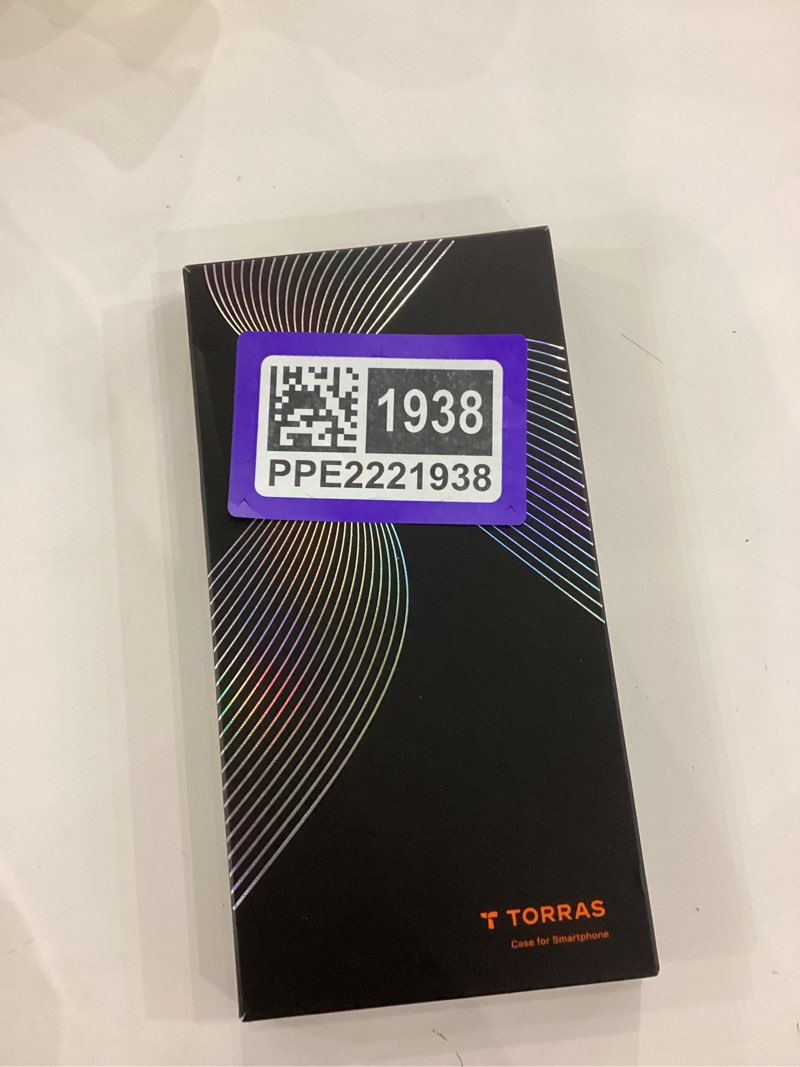 1938
PPE2221938
TORRAS
Case for Smartphone